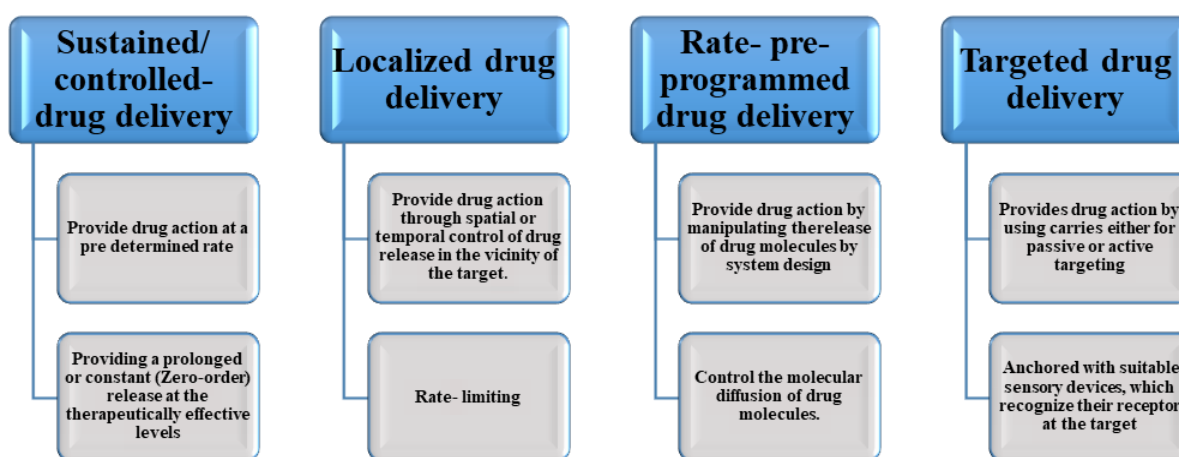 Sustained/
controlled-
drug delivery
Provide drug action at a
pre determined rate
Providing a prolonged
or constant (Zero-order)
release at the
therapeutically effective
levels
Localized drug
delivery
Provide drug action
through spatial or
temporal control of drug
release in the vicinity of
the target.
Rate- limiting
Rate- pre-
programmed
drug delivery
Provide drug action by
manipulating therelease
of drug molecules by
system design
Control the molecular
diffusion of drug
molecules.
Targeted drug
delivery
Provides drug action by
using carries either for
passive or active
targeting
Anchored with suitable
sensory devices, which
recognize their receptor
at the target